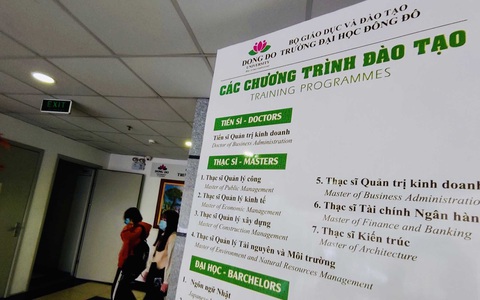 BỘ GIÁO DỤC VÀ ĐÀO TẠO
TRƯỜNG ĐẠI HỌC ĐÔNG ĐÔ
DONG DO
UNIVERSITY
CÁC CHƯƠNG TRÌNH ĐÀO TẠO
TRAINING PROGRAMMES
TIẾN SĨ - DOCTORS
Tiến sĩ Quản trị kinh doanh
Doctor of Business Administration
THẠC SĨ - MASTERS
1. Thạc sĩ Quản lý công
Master of Public Management
2. Thạc sĩ Quản lý kinh tế
Master of Economic Management
3. Thạc sĩ Quản lý xây dựng
Master of Construction Management
4. Thạc sĩ Quản lý Tài nguyên và Môi trường
Master of Environment and Natural Resources Management
5. Thạc sĩ Quản trị kinh doanh
Master of Business Administration
6. Thạc sĩ Tài chính Ngân hàn
Master of Finance and Banking
7. Thạc sĩ Kiến trúc
Master of Architecture
ĐẠI HỌC - BARCHELORS
1. Ngôn ngữ Nhật
EXIT